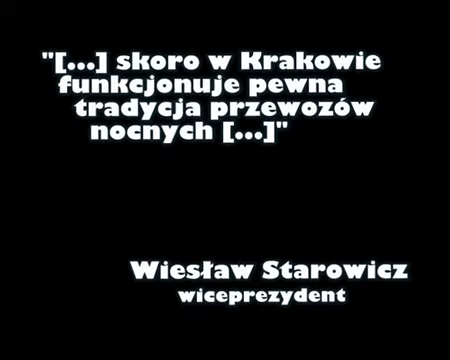 "[...] skoro w Krakowie
funkcjonuje pewna
tradycja przewozów
nocnych [...]"
Wiesław Starowicz
wiceprezydent